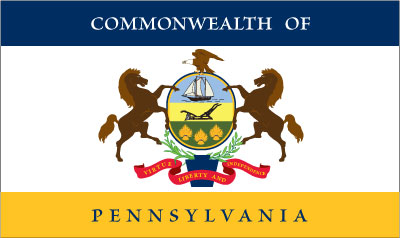 COMMONWEALTH OF
VIRTUE LIBERTY AND INDEPENDENCE
PENNSYLVANIA